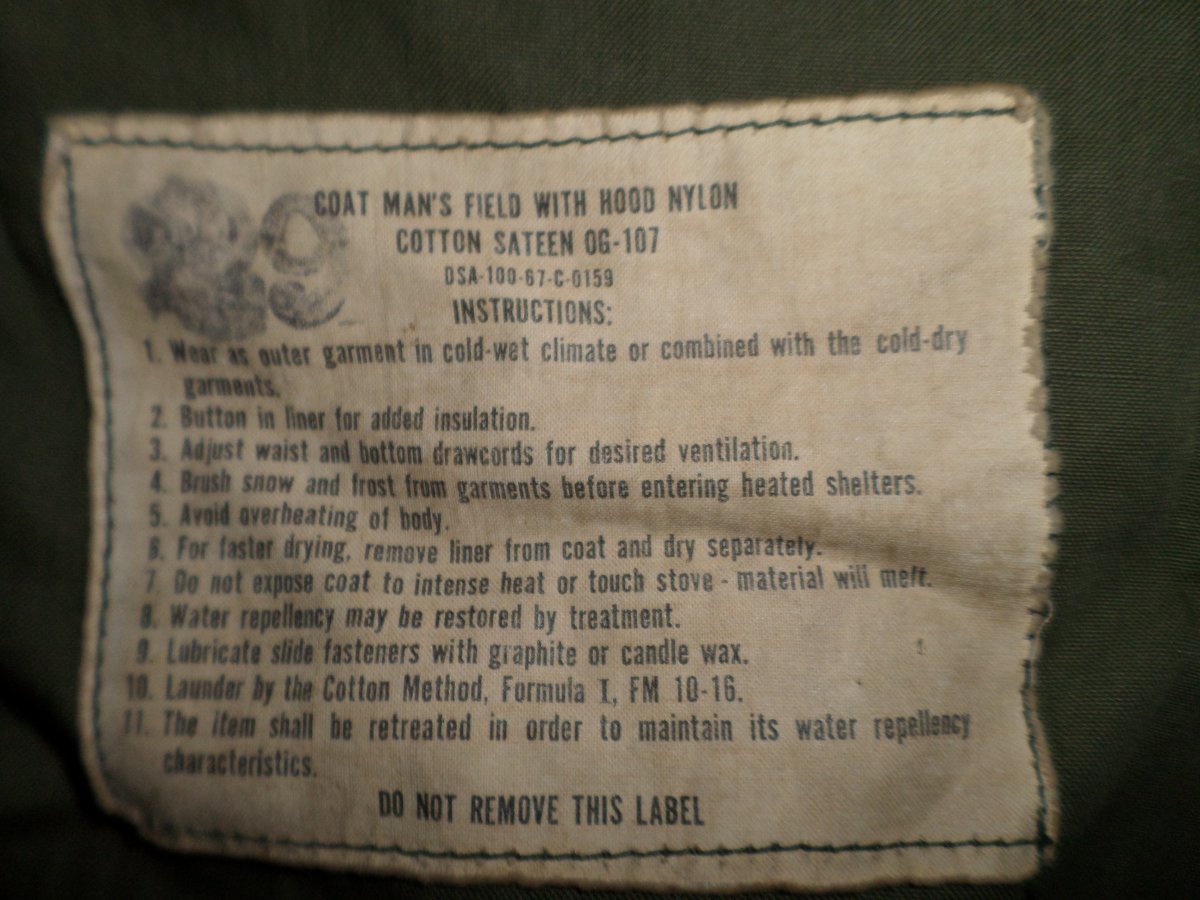 COAT MAN'S FIELD WITH HOOD NYLON
COTTON SATEEN OG-107
DSA-100-67-C-0159
INSTRUCTIONS:
1. Wear as outer garment in cold-wet climate or combined with the cold-dry
garments.
2. Button in liner for added insulation.
3. Adjust waist and bottom drawcords for desired ventilation.
4. Brush snow and frost from garments before entering heated shelters.
5. Avoid overheating of body.
6. For faster drying, remove liner from coat and dry separately.
7. Do not expose coat to intense heat or touch stove - material will melt.
8. Water repellency may be restored by treatment.
9. Lubricate slide fasteners with graphite or candle wax.
10. Launder by the Cotton Method, Formula I, FM 10-16.
11. The item shall be retreated in order to maintain its water repellency
characteristics.
DO NOT REMOVE THIS LABEL